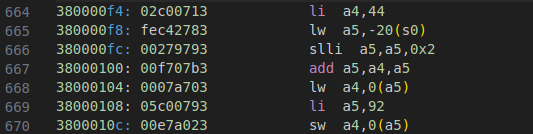 664 380000f4: 02c00713 li a4,44
665 380000f8: fec42783 lw a5,-20(s0)
666 380000fc: 00279793 slli a5,a5,0x2
667 38000100: 00f707b3 add a5,a4,a5
668 38000104: 0007a703 lw a4,0(a5)
669 38000108: 05c00793 li a5,92
670 3800010c: 00e7a023 sw a4,0(a5)